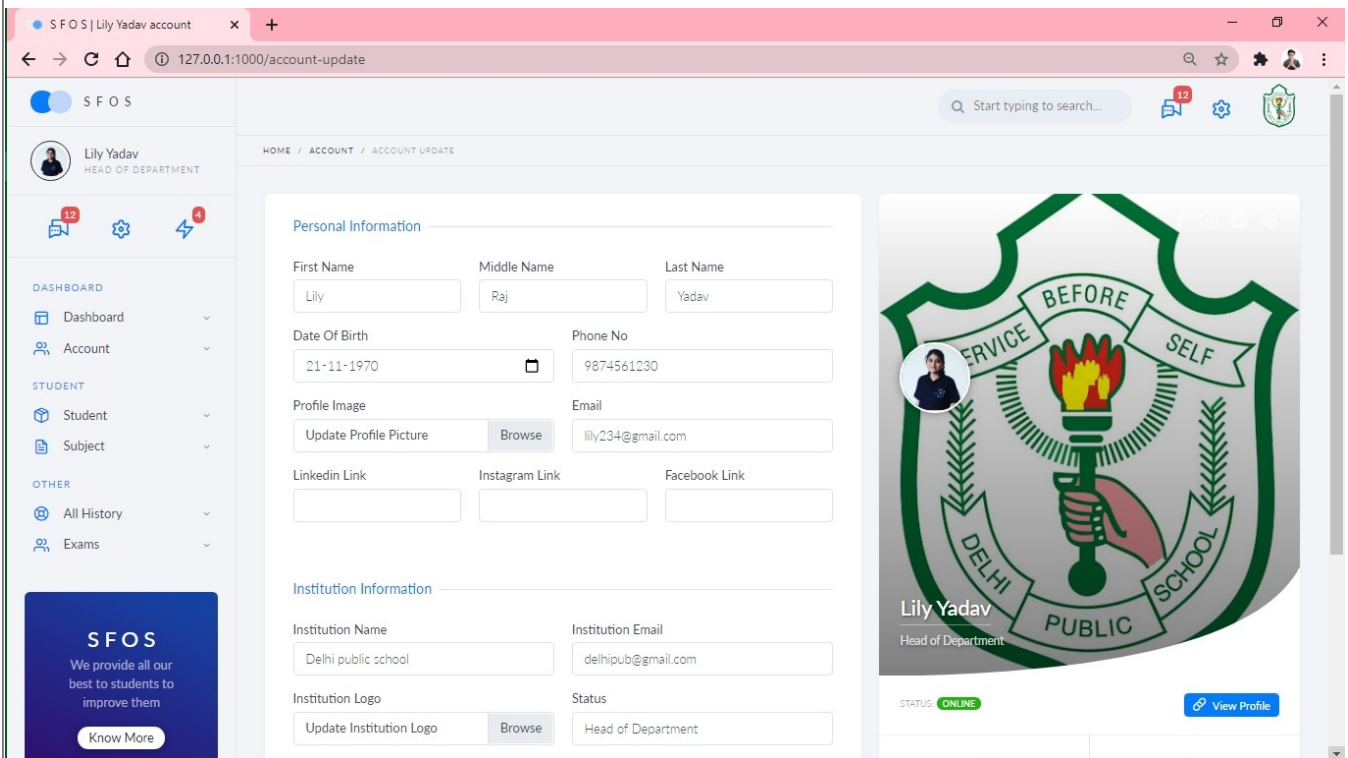 S F O S | Lily Yadav account
127.0.0.1:1000/account-update
S F O S
Start typing to search...
12
Lily Yadav
HEAD OF DEPARTMENT
HOME / ACCOUNT / ACCOUNT UPDATE
12
4
DASHBOARD
Dashboard
Account
STUDENT
Student
Subject
OTHER
All History
Exams
S F O S
We provide all our
best to students to
improve them
Know More
Personal Information
First Name Middle Name Last Name
Lily Raj Yadav
Date Of Birth Phone No
21-11-1970 9874561230
Profile Image Email
Update Profile Picture Browse lily234@gmail.com
Linkedin Link Instagram Link Facebook Link
Institution Information
Institution Name Institution Email
Delhi public school delhipub@gmail.com
Institution Logo Status
Update Institution Logo Browse Head of Department
SERVICE BEFORE SELF
DELHI PUBLIC SCHOOL
Lily Yadav
Head of Department
STATUS: ONLINE
View Profile